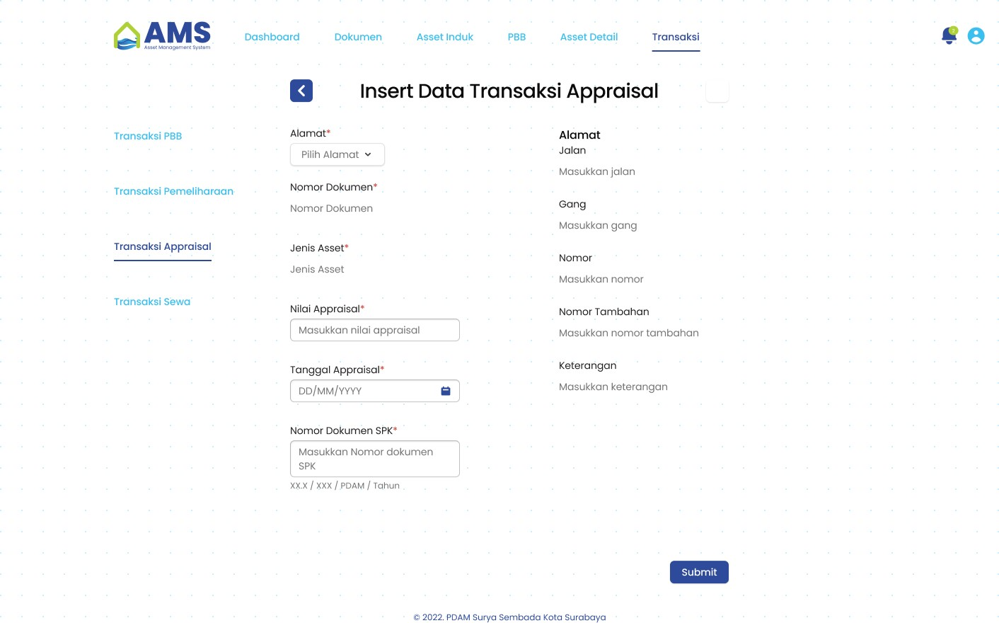 AMS
Asset Management System
Dashboard
Dokumen
Asset Induk
PBB
Asset Detail
Transaksi
2
Insert Data Transaksi Appraisal
Transaksi PBB
Transaksi Pemeliharaan
Transaksi Appraisal
Transaksi Sewa
Alamat*
Pilih Alamat
Nomor Dokumen*
Nomor Dokumen
Jenis Asset*
Jenis Asset
Nilai Appraisal*
Masukkan nilai appraisal
Tanggal Appraisal*
DD/MM/YYYY
Nomor Dokumen SPK*
Masukkan Nomor dokumen
SPK
XX.X / XXX / PDAM / Tahun
Alamat
Jalan
Masukkan jalan
Gang
Masukkan gang
Nomor
Masukkan nomor
Nomor Tambahan
Masukkan nomor tambahan
Keterangan
Masukkan keterangan
Submit
© 2022. PDAM Surya Sembada Kota Surabaya